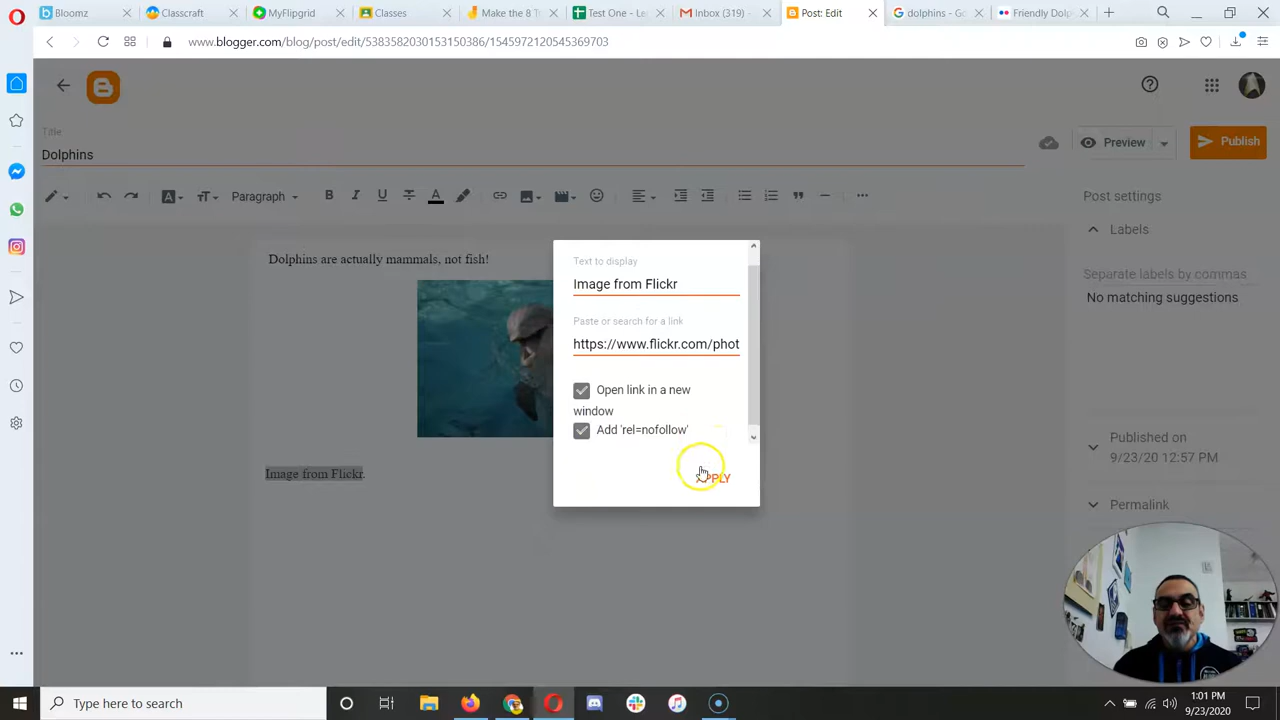 Bloomz
Classcraft
MyFlipgrid
Classes
Make the 8 T
Test One - L
Inbox (319) -
Post: Edit
dolphins - Go
Friendly Dolp
www.blogger.com/blog/post/edit/5383582030153150386/1545972120545369703
Title
Dolphins
Preview
Publish
Paragraph
Post settings
Labels
Separate labels by commas
No matching suggestions
Published on
9/23/20 12:57 PM
Permalink
Dolphins are actually mammals, not fish!
Image from Flickr.
Text to display
Image from Flickr
Paste or search for a link
https://www.flickr.com/phot
Open link in a new
window
Add 'rel=nofollow'
APPLY
Type here to search
1:01 PM
9/23/2020